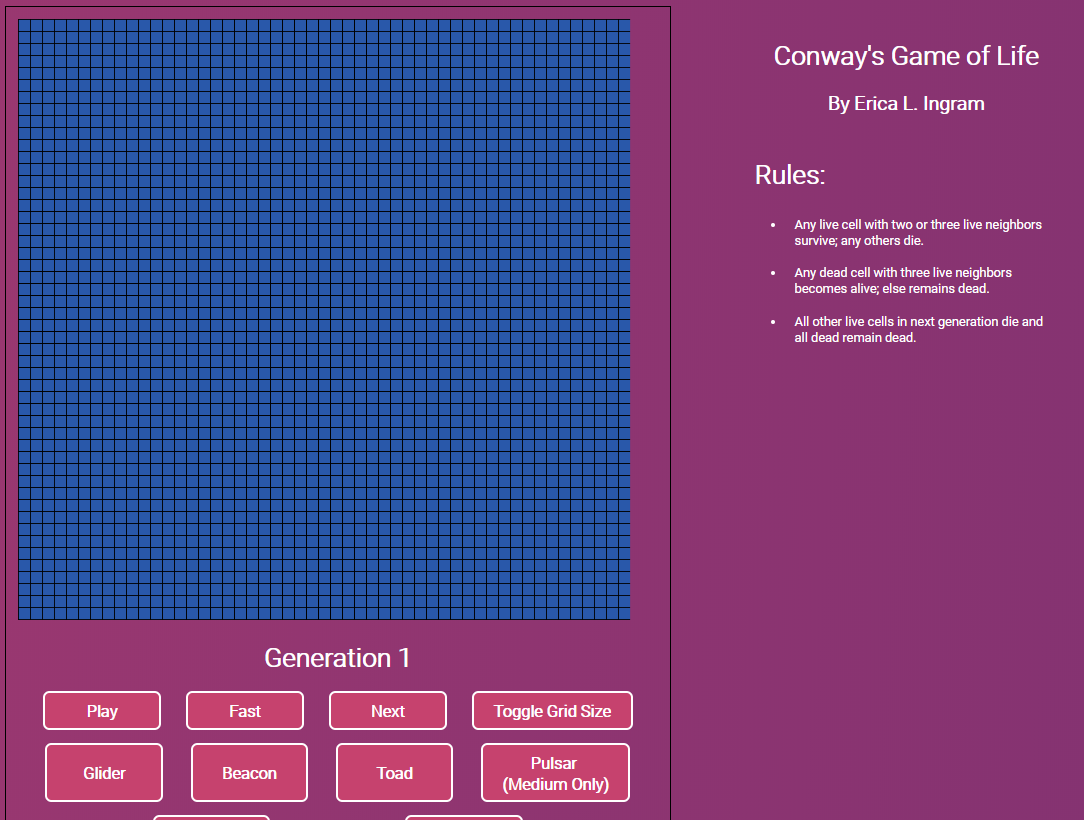 Conway's Game of Life
By Erica L. Ingram
Rules:
Any live cell with two or three live neighbors
survive; any others die.
Any dead cell with three live neighbors
becomes alive; else remains dead.
All other live cells in next generation die and
all dead remain dead.
Generation 1
Play
Fast
Next
Toggle Grid Size
Glider
Beacon
Toad
Pulsar
(Medium Only)